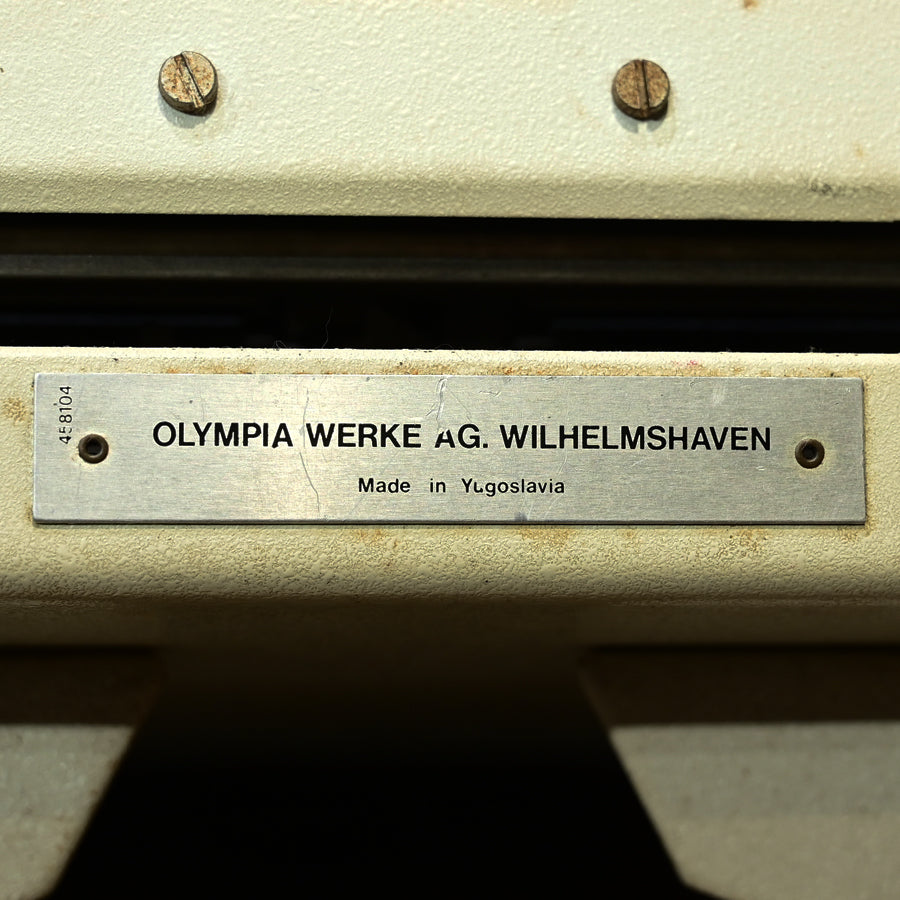 458104
OLYMPIA WERKE AG. WILHELMSHAVEN
Made in Yugoslavia